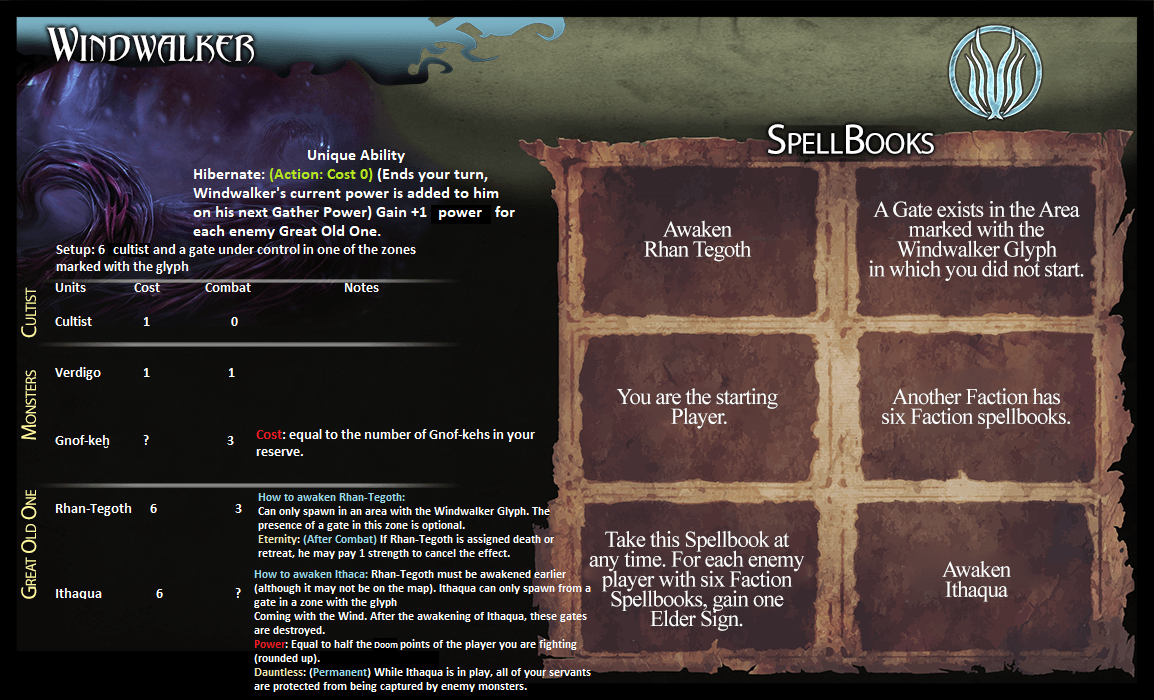 WINDWALKER
Unique Ability
Hibernate: (Action: Cost 0) (Ends your turn,
Windwalker's current power is added to him
on his next Gather Power) Gain +1 power for
each enemy Great Old One.
Setup: 6 cultist and a gate under control in one of the zones
marked with the glyph
Units Cost Combat Notes
CULTIST
Cultist 1 0
MONSTERS
Verdigo 1 1
Gnof-keh ? 3 Cost: equal to the number of Gnof-kehs in your
reserve.
GREAT OLD ONE
Rhan-Tegoth 6 3
How to awaken Rhan-Tegoth:
Can only spawn in an area with the Windwalker Glyph. The
presence of a gate in this zone is optional.
Eternity: (After Combat) If Rhan-Tegoth is assigned death or
retreat, he may pay 1 strength to cancel the effect.
Ithaqua 6 ?
How to awaken Ithaca: Rhan-Tegoth must be awakened earlier
(although it may not be on the map). Ithaqua can only spawn from a
gate in a zone with the glyph
Coming with the Wind. After the awakening of Ithaqua, these gates
are destroyed.
Power: Equal to half the Doom points of the player you are fighting
(rounded up).
Dauntless: (Permanent) While Ithaqua is in play, all of your servants
are protected from being captured by enemy monsters.
SPELLBOOKS
Awaken
Rhan Tegoth
A Gate exists in the Area
marked with the
Windwalker Glyph
in which you did not start.
You are the starting
Player.
Another Faction has
six Faction spellbooks.
Take this Spellbook at
any time. For each enemy
player with six Faction
Spellbooks, gain one
Elder Sign.
Awaken
Ithaqua